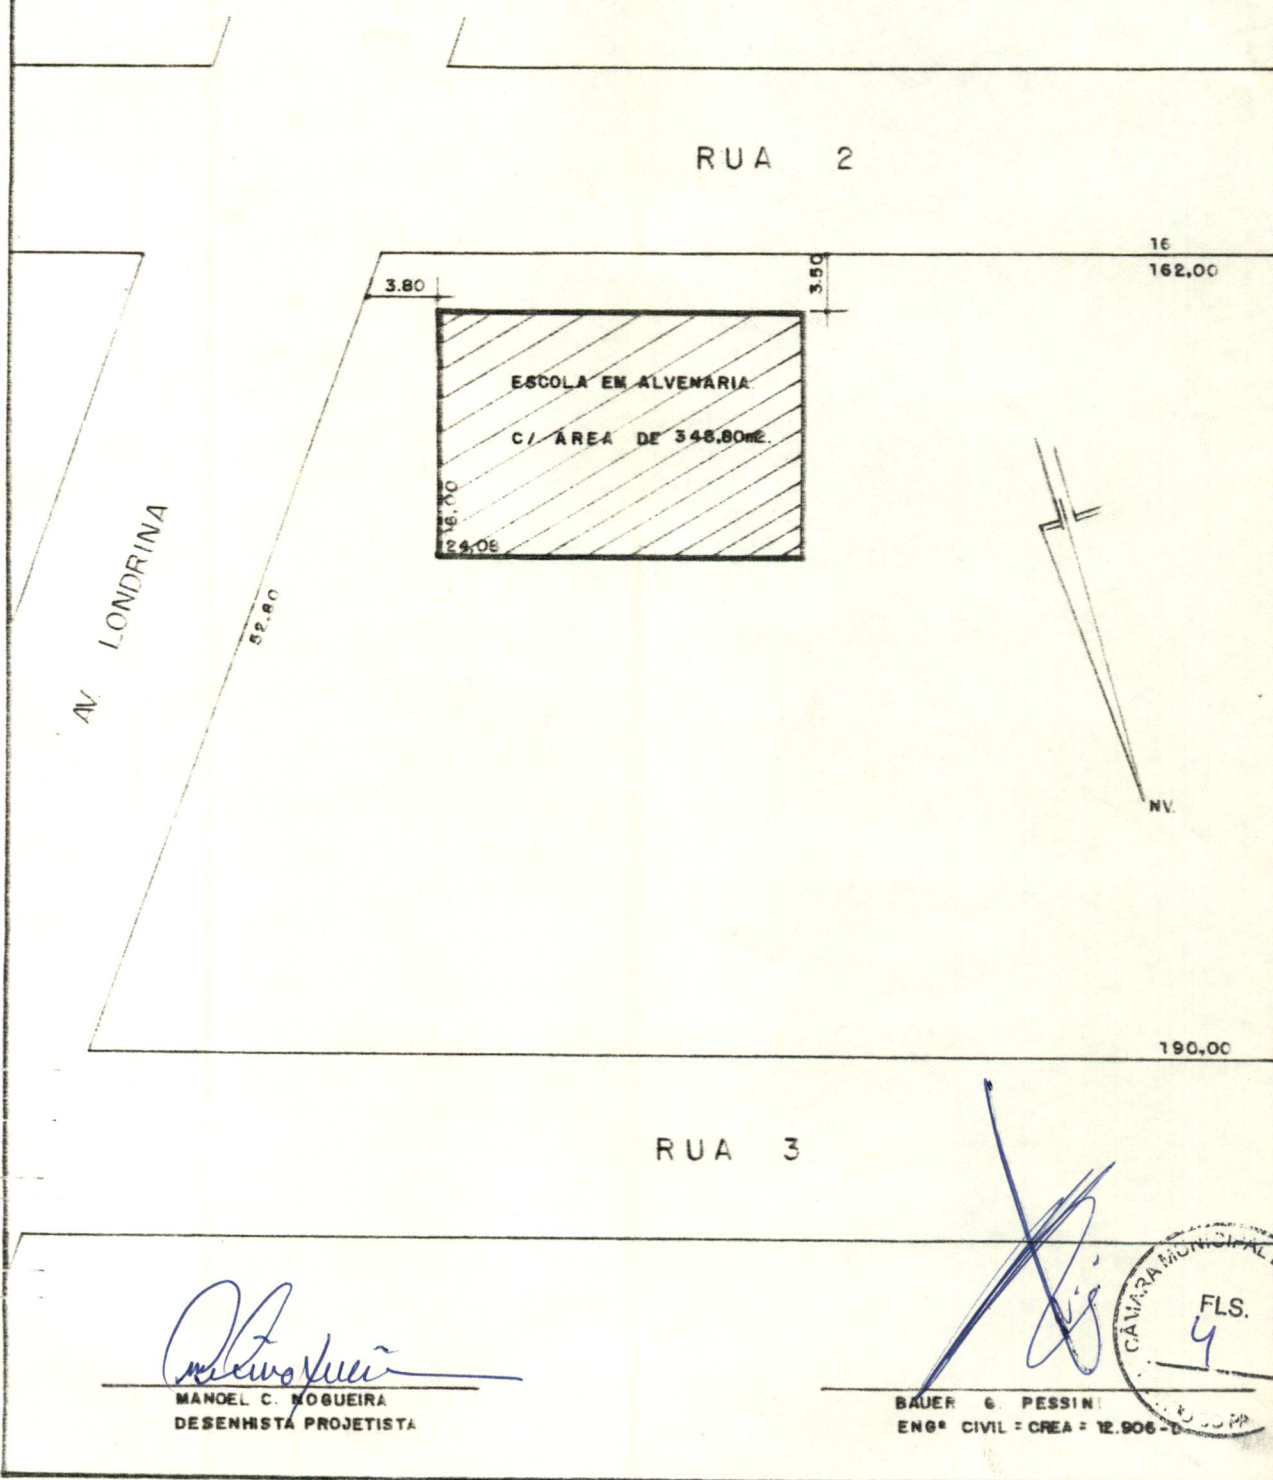 RUA 2
16
162,00
3.80
3.50
ESCOLA EM ALVENARIA
C/ ÁREA DE 348,80m2.
24,08
AV. LONDRINA
52.80
NV.
190,00
RUA 3
MANOEL C. NOGUEIRA
DESENHISTA PROJETISTA
BAUER G. PESSINI
ENGº CIVIL = CREA = 12.906-D
CÂMARA MUNICIPAL
FLS.
4